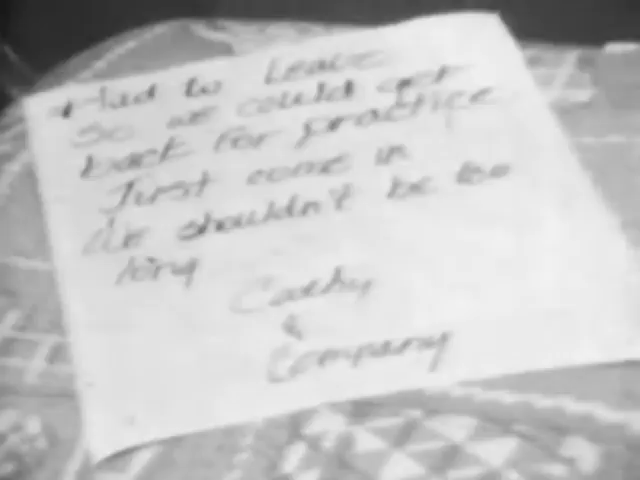 Had to Leave
So we could get
back for practice
Just come in
We shouldn't be too
long
Cathy
&
Company